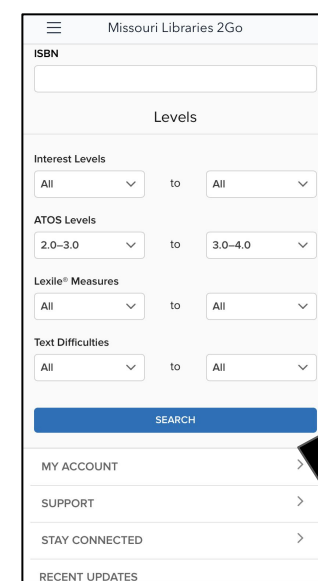 Missouri Libraries 2Go
ISBN
Levels
Interest Levels
All to All
ATOS Levels
2.0–3.0 to 3.0–4.0
Lexile® Measures
All to All
Text Difficulties
All to All
SEARCH
MY ACCOUNT
SUPPORT
STAY CONNECTED
RECENT UPDATES